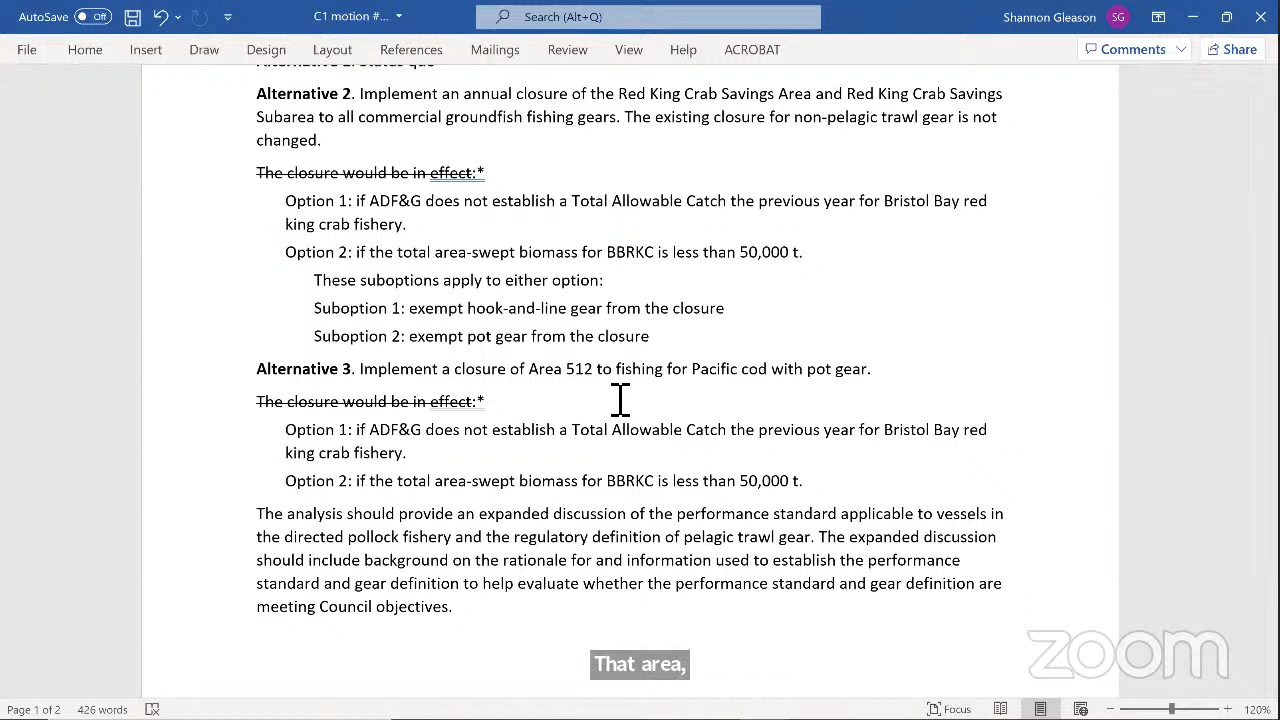 AutoSave Off C1 motion #... Search (Alt+Q) Shannon Gleason SG
File Home Insert Draw Design Layout References Mailings Review View Help ACROBAT Comments Share
Alternative 2. Implement an annual closure of the Red King Crab Savings Area and Red King Crab Savings
Subarea to all commercial groundfish fishing gears. The existing closure for non-pelagic trawl gear is not
changed.
The closure would be in effect:*
Option 1: if ADF&G does not establish a Total Allowable Catch the previous year for Bristol Bay red
king crab fishery.
Option 2: if the total area-swept biomass for BBRKC is less than 50,000 t.
These suboptions apply to either option:
Suboption 1: exempt hook-and-line gear from the closure
Suboption 2: exempt pot gear from the closure
Alternative 3. Implement a closure of Area 512 to fishing for Pacific cod with pot gear.
The closure would be in effect:*
Option 1: if ADF&G does not establish a Total Allowable Catch the previous year for Bristol Bay red
king crab fishery.
Option 2: if the total area-swept biomass for BBRKC is less than 50,000 t.
The analysis should provide an expanded discussion of the performance standard applicable to vessels in
the directed pollock fishery and the regulatory definition of pelagic trawl gear. The expanded discussion
should include background on the rationale for and information used to establish the performance
standard and gear definition to help evaluate whether the performance standard and gear definition are
meeting Council objectives.
zoom
That area,
Page 1 of 2 426 words Focus 120%